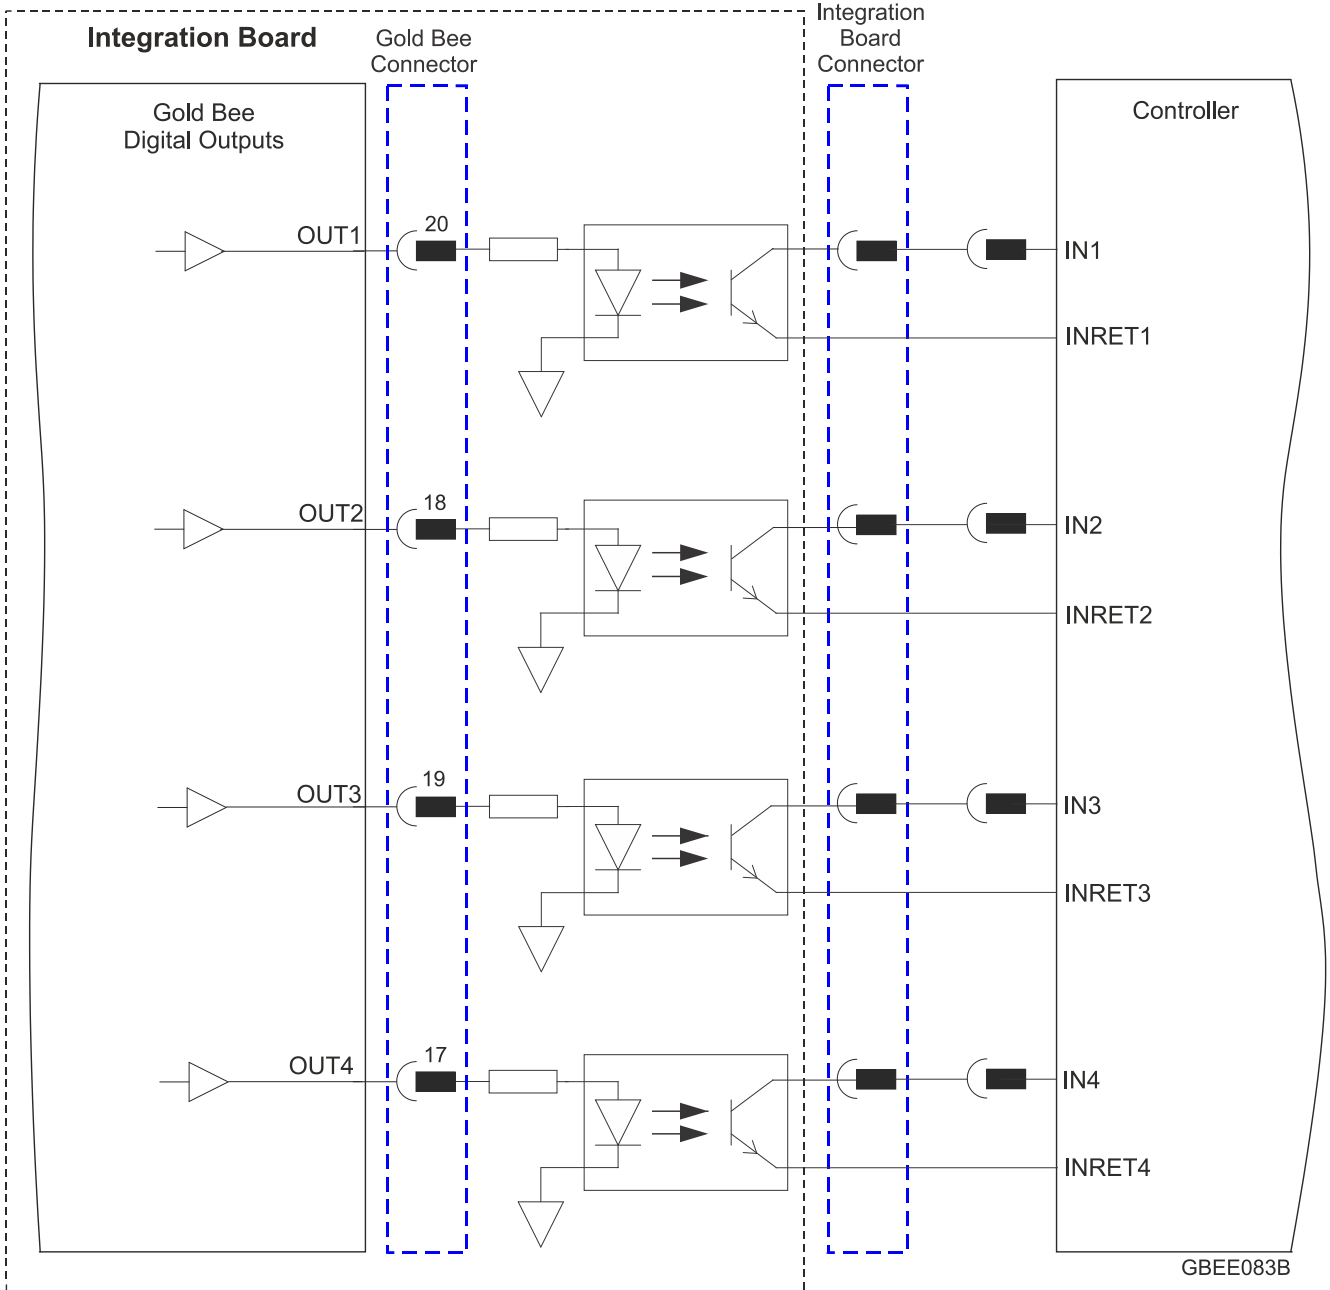 Integration Board
Gold Bee
Connector
Integration
Board
Connector
Gold Bee
Digital Outputs
Controller
OUT1
20
IN1
INRET1
OUT2
18
IN2
INRET2
OUT3
19
IN3
INRET3
OUT4
17
IN4
INRET4
GBEE083B